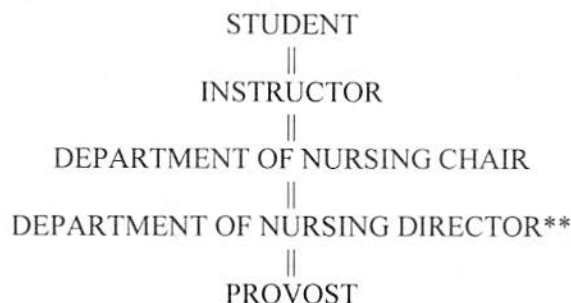 STUDENT
||
INSTRUCTOR
||
DEPARTMENT OF NURSING CHAIR
||
DEPARTMENT OF NURSING DIRECTOR**
||
PROVOST